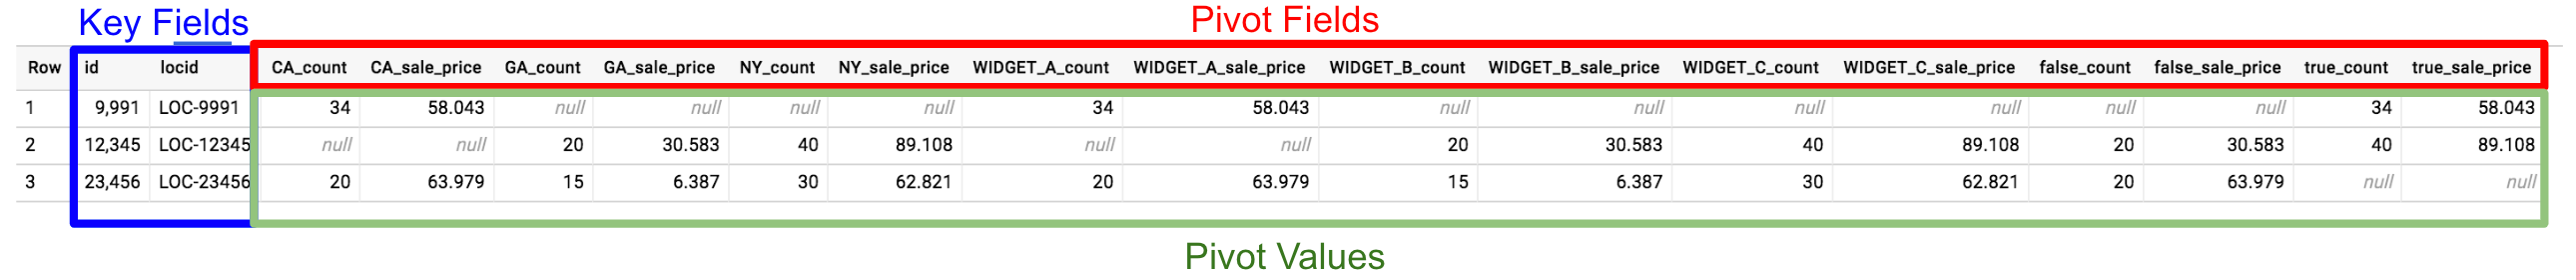 Key Fields
Pivot Fields
Row id locid CA_count CA_sale_price GA_count GA_sale_price NY_count NY_sale_price WIDGET_A_count WIDGET_A_sale_price WIDGET_B_count WIDGET_B_sale_price WIDGET_C_count WIDGET_C_sale_price false_count false_sale_price true_count true_sale_price
1 9,991 LOC-9991 34 58.043 null null null null 34 58.043 null null null null null null 34 58.043
2 12,345 LOC-12345 null null 20 30.583 40 89.108 null null 20 30.583 40 89.108 20 30.583 40 89.108
3 23,456 LOC-23456 20 63.979 15 6.387 30 62.821 20 63.979 15 6.387 30 62.821 20 63.979 null null
Pivot Values